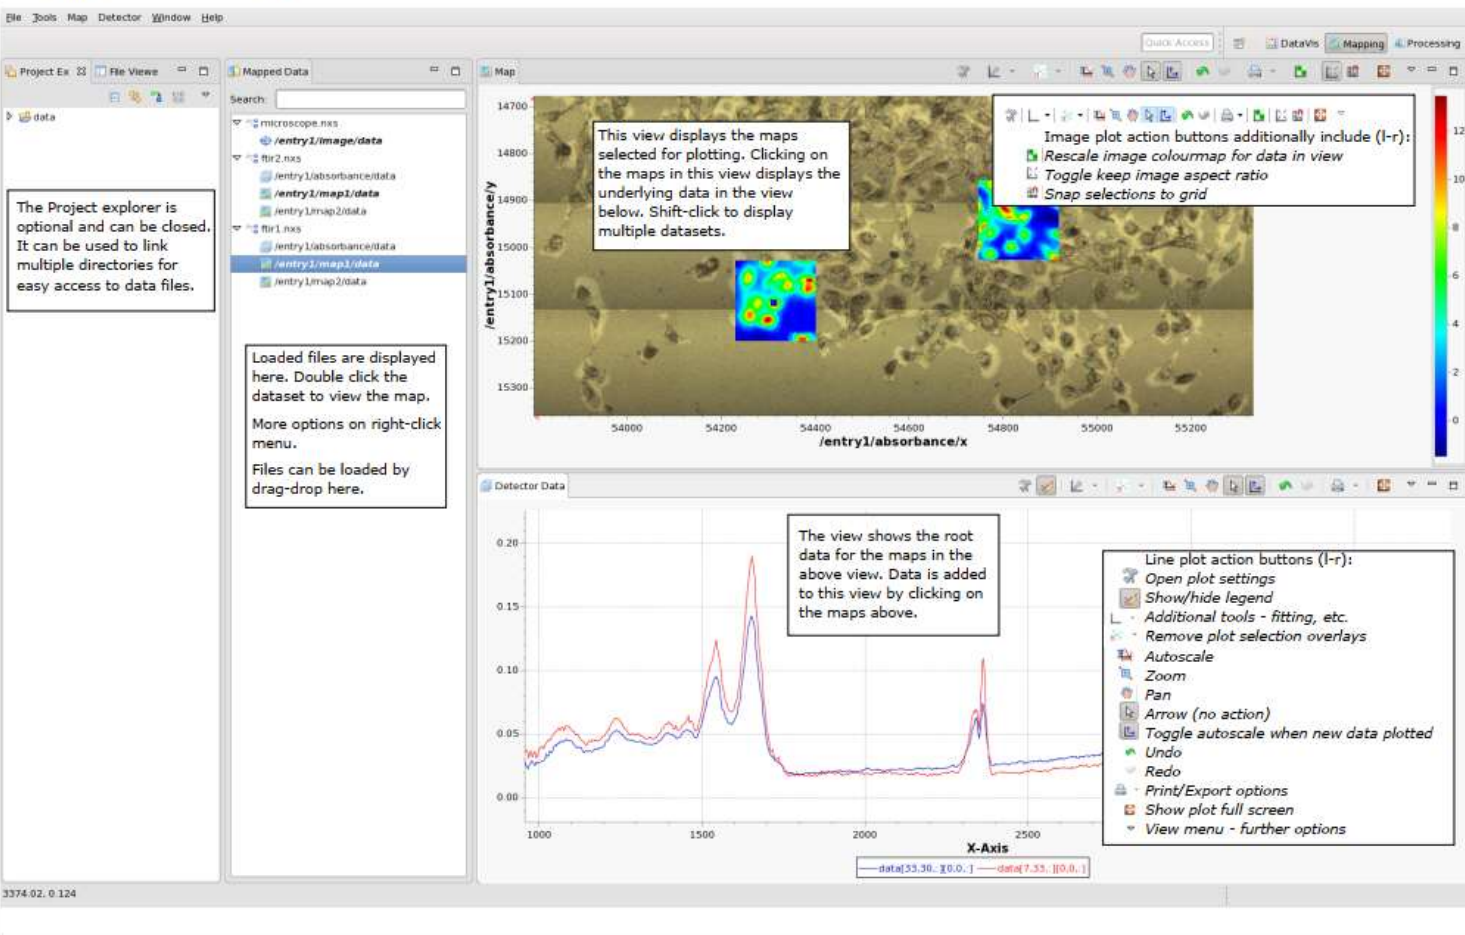 File Tools Map Detector Window Help
Quick Access
DataVis Mapping Processing
Project Ex File Viewe
data
The Project explorer is
optional and can be closed.
It can be used to link
multiple directories for
easy access to data files.
Mapped Data
Search:
microscope.nxs
/entry1/image/data
ftir2.nxs
/entry1/absorbance/data
/entry1/map1/data
/entry1/map2/data
ftir1.nxs
/entry1/absorbance/data
/entry1/map1/data
/entry1/map2/data
Loaded files are displayed
here. Double click the
dataset to view the map.
More options on right-click
menu.
Files can be loaded by
drag-drop here.
Map
14700
14800
14900
15000
15100
15200
15300
/entry1/absorbance/y
This view displays the maps
selected for plotting. Clicking on
the maps in this view displays the
underlying data in the view
below. Shift-click to display
multiple datasets.
Image plot action buttons additionally include (l-r):
Rescale image colourmap for data in view
Toggle keep image aspect ratio
Snap selections to grid
54000 54200 54400 54600 54800 55000 55200
/entry1/absorbance/x
12
10
8
6
4
2
0
Detector Data
0.20
0.15
0.10
0.05
0.00
The view shows the root
data for the maps in the
above view. Data is added
to this view by clicking on
the maps above.
Line plot action buttons (l-r):
Open plot settings
Show/hide legend
Additional tools - fitting, etc.
Remove plot selection overlays
Autoscale
Zoom
Pan
Arrow (no action)
Toggle autoscale when new data plotted
Undo
Redo
Print/Export options
Show plot full screen
View menu - further options
1000 1500 2000 2500
X-Axis
3374.02, 0.124